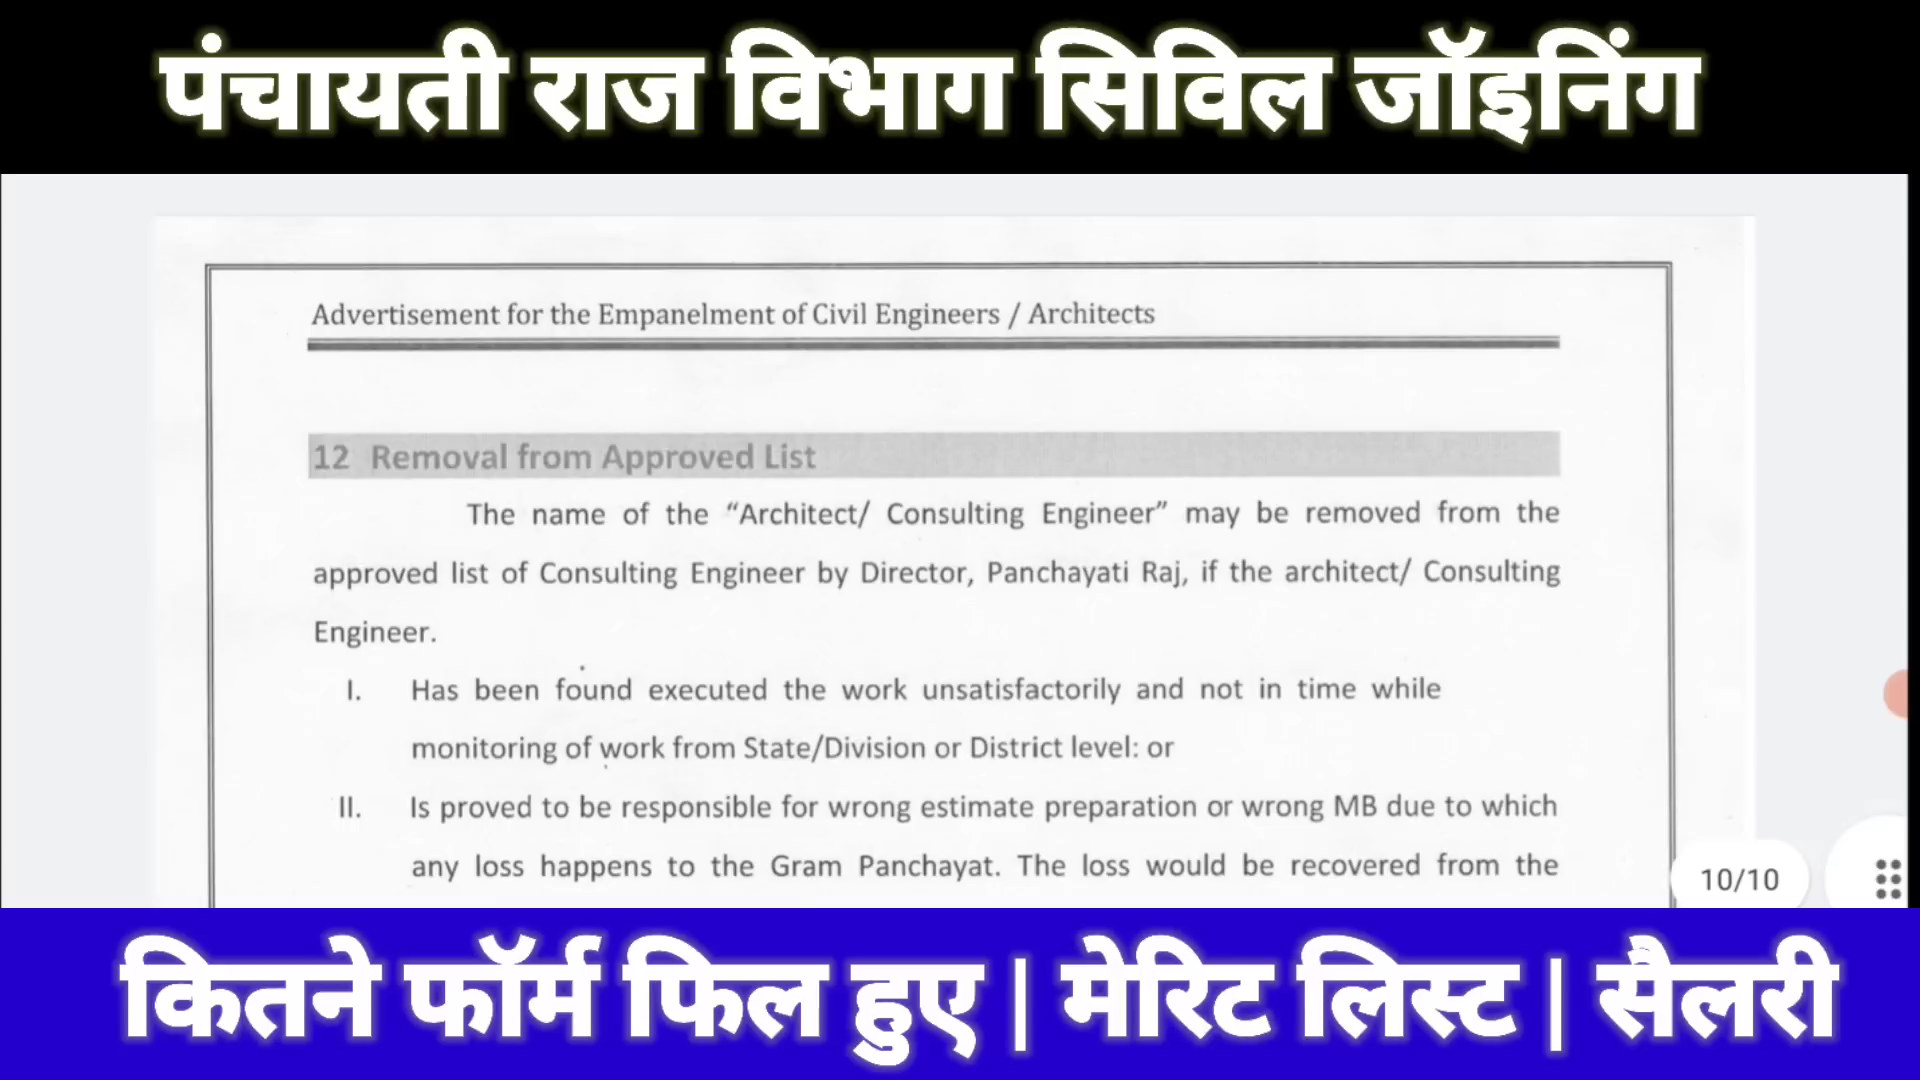 पंचायती राज विभाग सिविल जॉइनिंग
Advertisement for the Empanelment of Civil Engineers / Architects
12 Removal from Approved List
The name of the “Architect/ Consulting Engineer” may be removed from the
approved list of Consulting Engineer by Director, Panchayati Raj, if the architect/ Consulting
Engineer.
I. Has been found executed the work unsatisfactorily and not in time while
monitoring of work from State/Division or District level: or
II. Is proved to be responsible for wrong estimate preparation or wrong MB due to which
any loss happens to the Gram Panchayat. The loss would be recovered from the
10/10
कितने फॉर्म फिल हुए | मेरिट लिस्ट | सैलरी